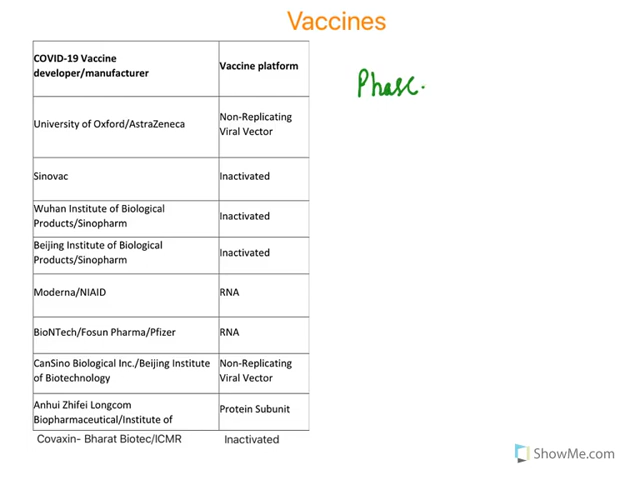 Vaccines
COVID-19 Vaccine
developer/manufacturer
Vaccine platform
Phase.
University of Oxford/AstraZeneca
Non-Replicating
Viral Vector
Sinovac
Inactivated
Wuhan Institute of Biological
Products/Sinopharm
Inactivated
Beijing Institute of Biological
Products/Sinopharm
Inactivated
Moderna/NIAID
RNA
BioNTech/Fosun Pharma/Pfizer
RNA
CanSino Biological Inc./Beijing Institute
of Biotechnology
Non-Replicating
Viral Vector
Anhui Zhifei Longcom
Biopharmaceutical/Institute of
Protein Subunit
Covaxin- Bharat Biotec/ICMR
Inactivated
ShowMe.com